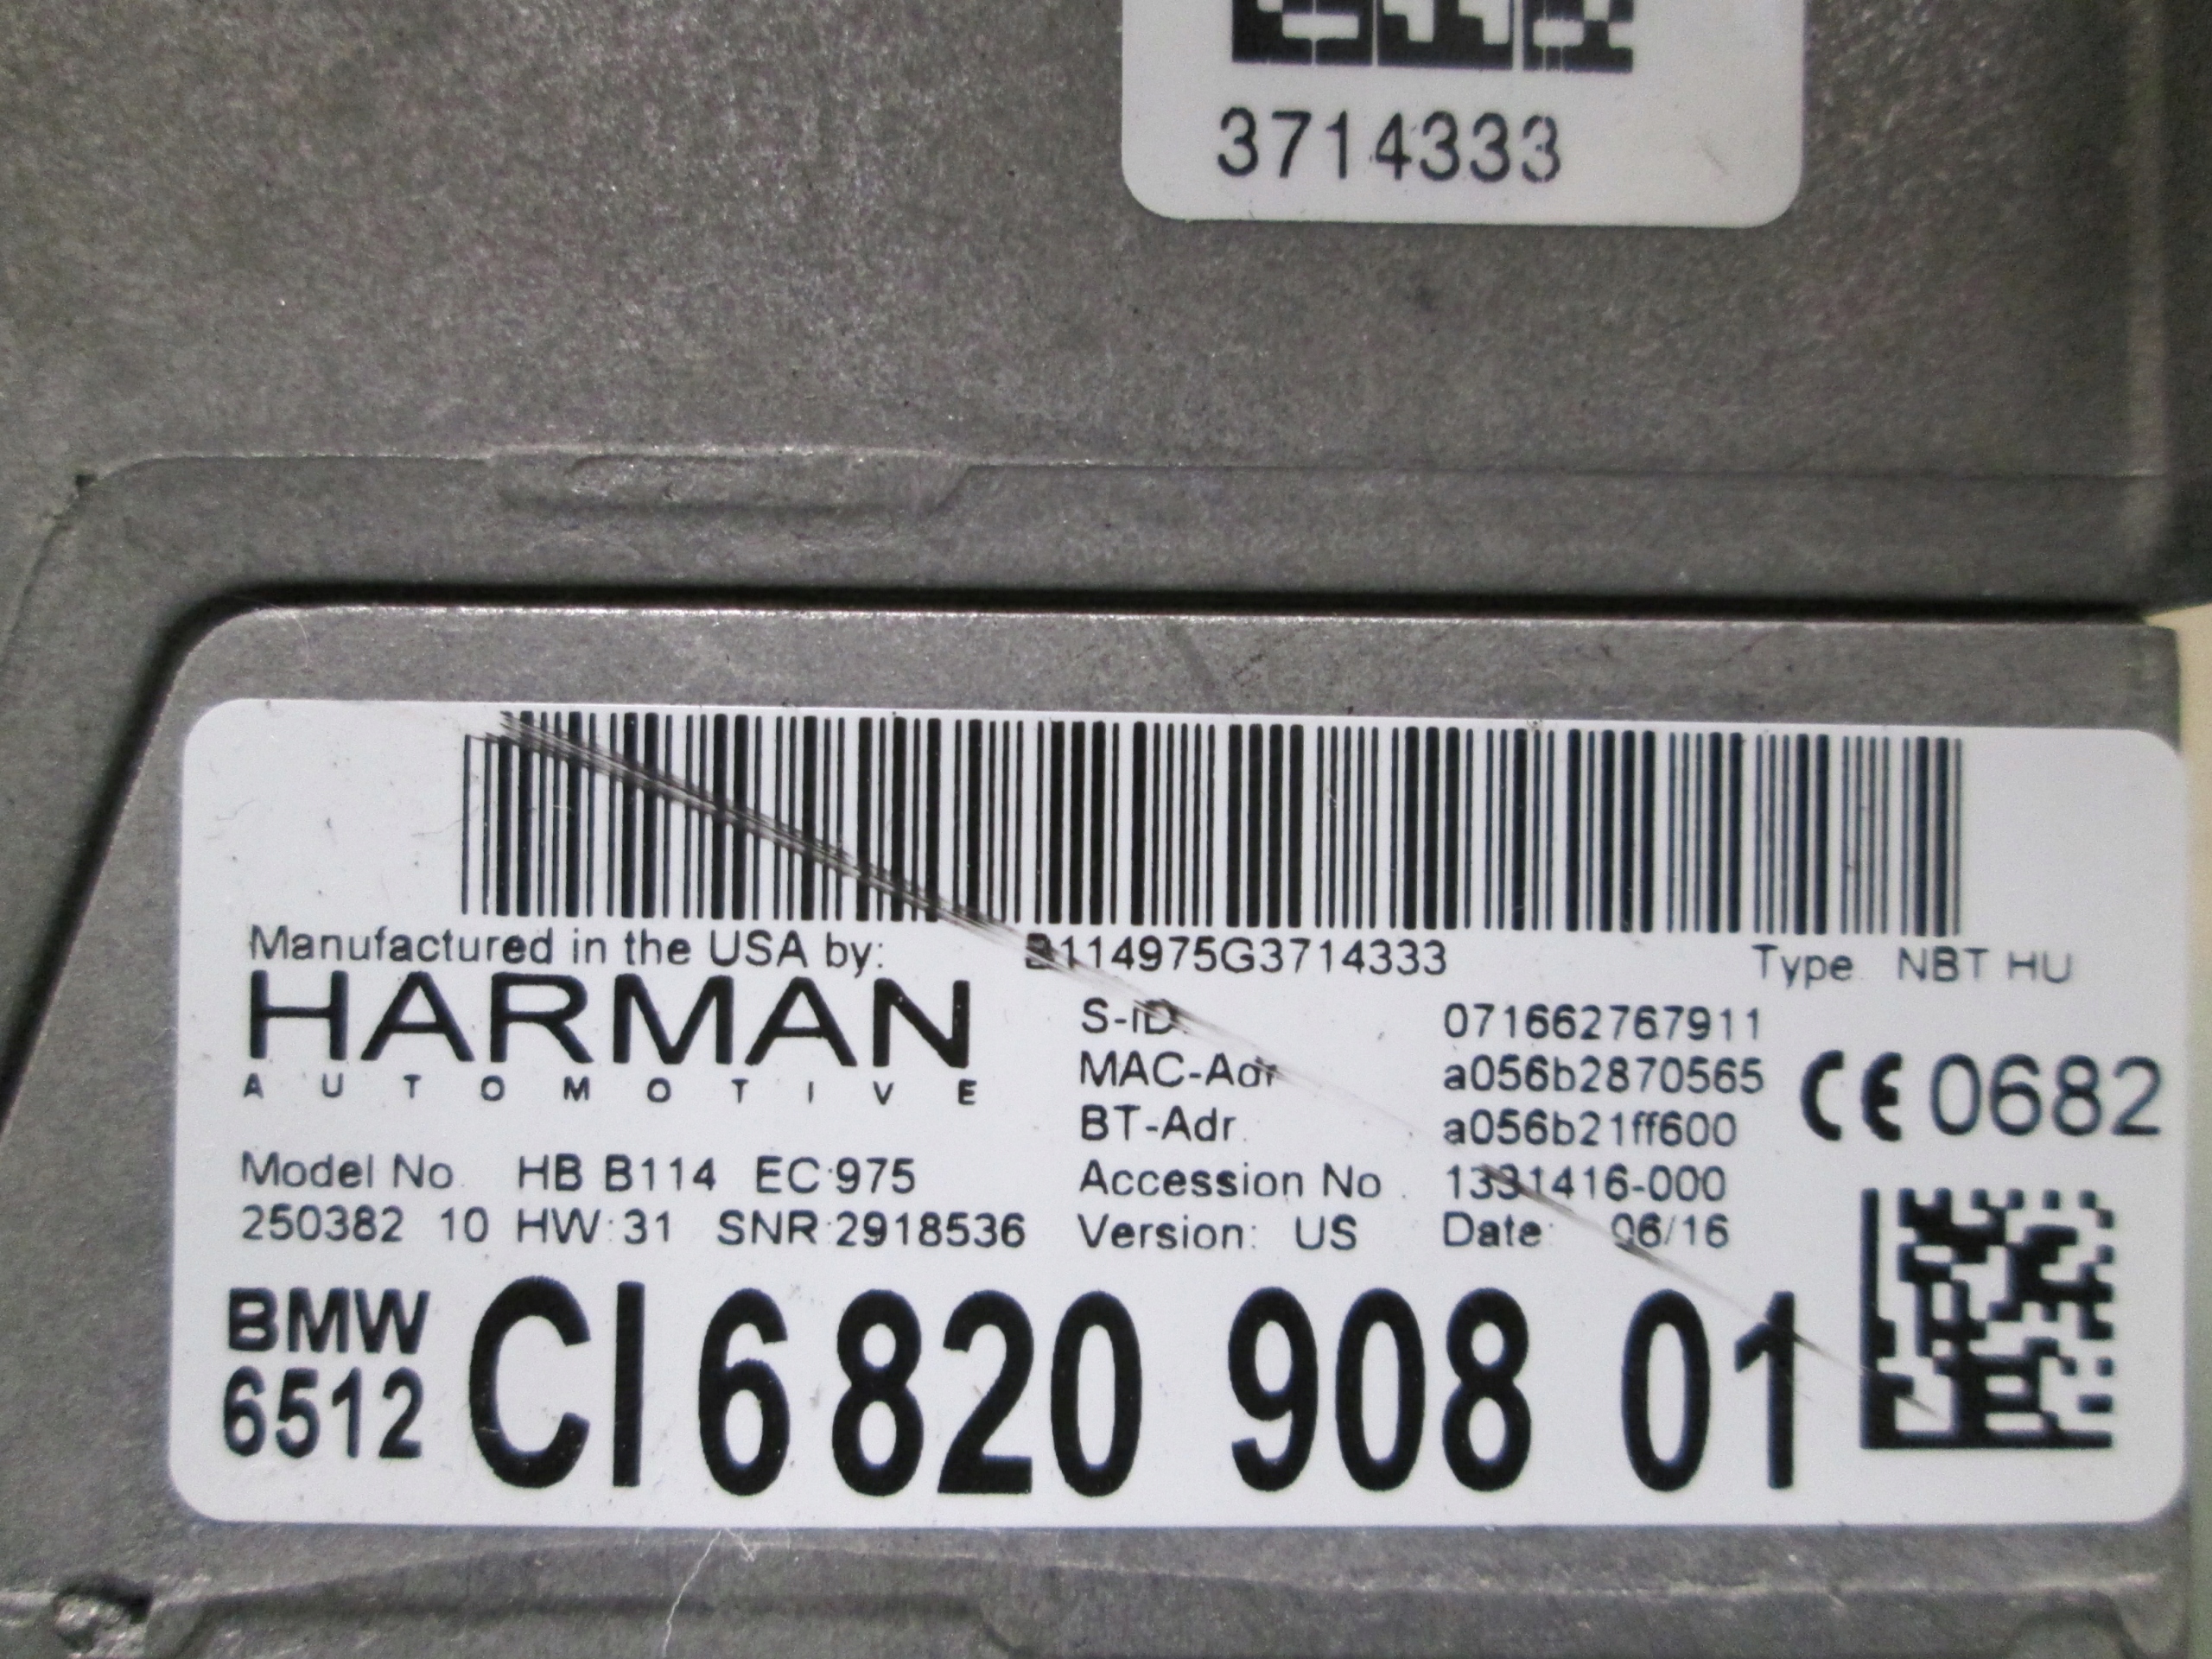 3714333
Manufactured in the USA by: B114975G3714333 Type NBT HU
HARMAN
AUTOMOTIVE
S-ID: 071662767911
MAC-Adr a056b2870565
CE 0682
BT-Adr. a056b21ff600
Model No. HB B114 EC:975
Accession No. 1331416-000
250382 10 HW:31 SNR:2918536
Version: US Date: 06/16
BMW
6512
CI 6 820 908 01